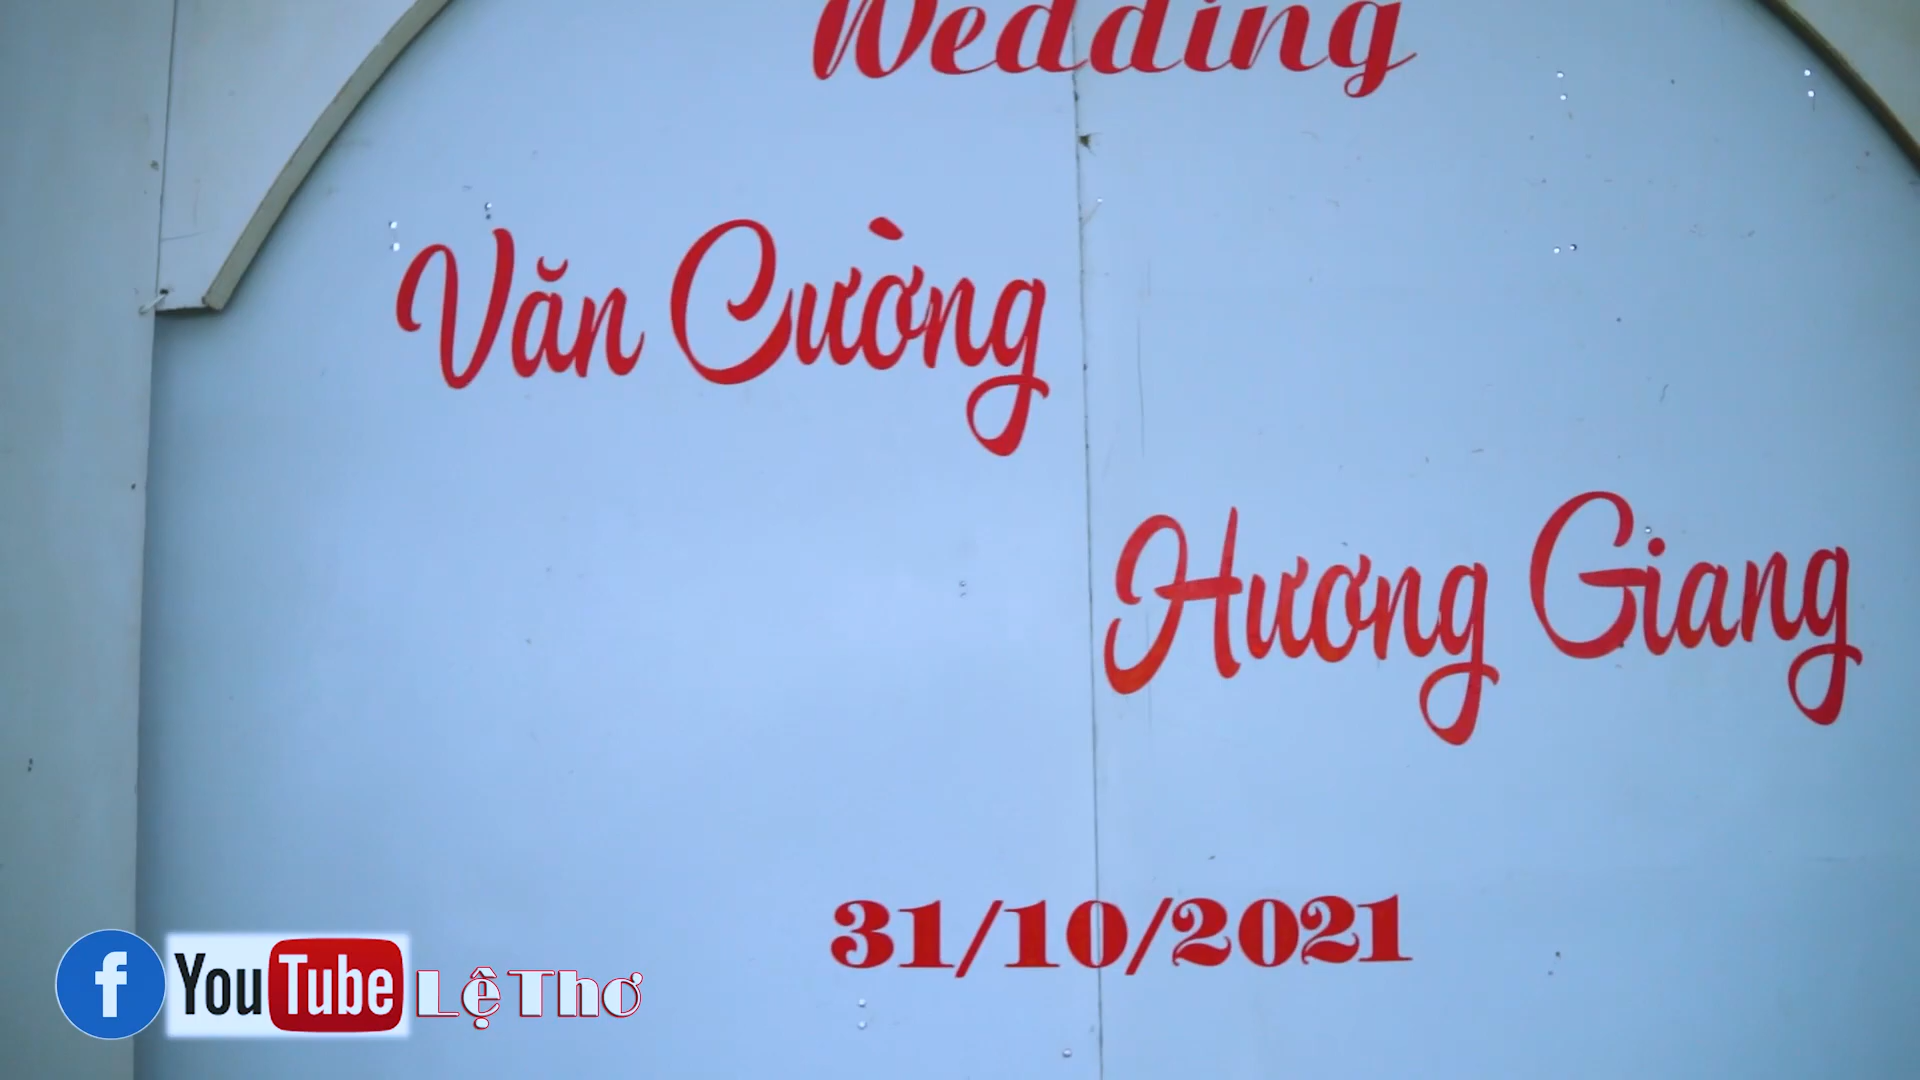 Wedding
Văn Cường
Hương Giang
31/10/2021
f YouTube Lệ Thơ